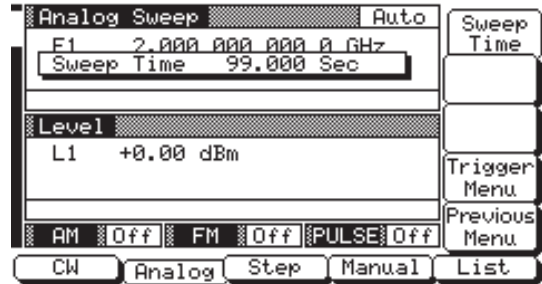 Analog Sweep Auto
F1 2.000 000 000 0 GHz
Sweep Time 99.000 Sec
Level
L1 +0.00 dBm
AM Off FM Off PULSE Off
Sweep
Time
Trigger
Menu
Previous
Menu
CW Analog Step Manual List